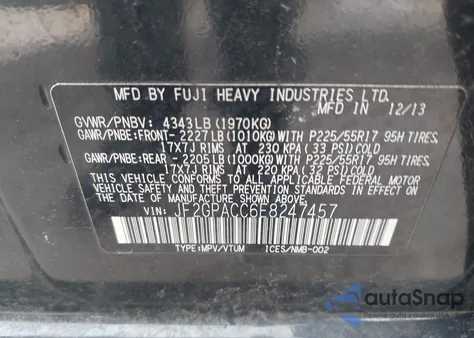 MFD BY FUJI HEAVY INDUSTRIES LTD.
MFD. IN 12/13
GVWR/PNBV: 4343LB (1970KG)
GAWR/PNBE: FRONT- 2227LB (1010KG) WITH P225/55R17 95H TIRES,
17X7J RIMS, AT 230 KPA (33 PSI) COLD
GAWR/PNBE: REAR - 2205LB (1000KG) WITH P225/55R17 95H TIRES,
17X7J RIMS, AT 220 KPA (32 PSI) COLD
THIS VEHICLE CONFORMS TO ALL APPLICABLE FEDERAL MOTOR
VEHICLE SAFETY, BUMPER, AND THEFT PREVENTION STANDARDS
IN EFFECT ON THE DATE OF MANUFACTURE SHOWN ABOVE.
VIN: JF2GPACC6E8247457
TYPE:MPV/VTUM ICES/NMB-002
autoSnap